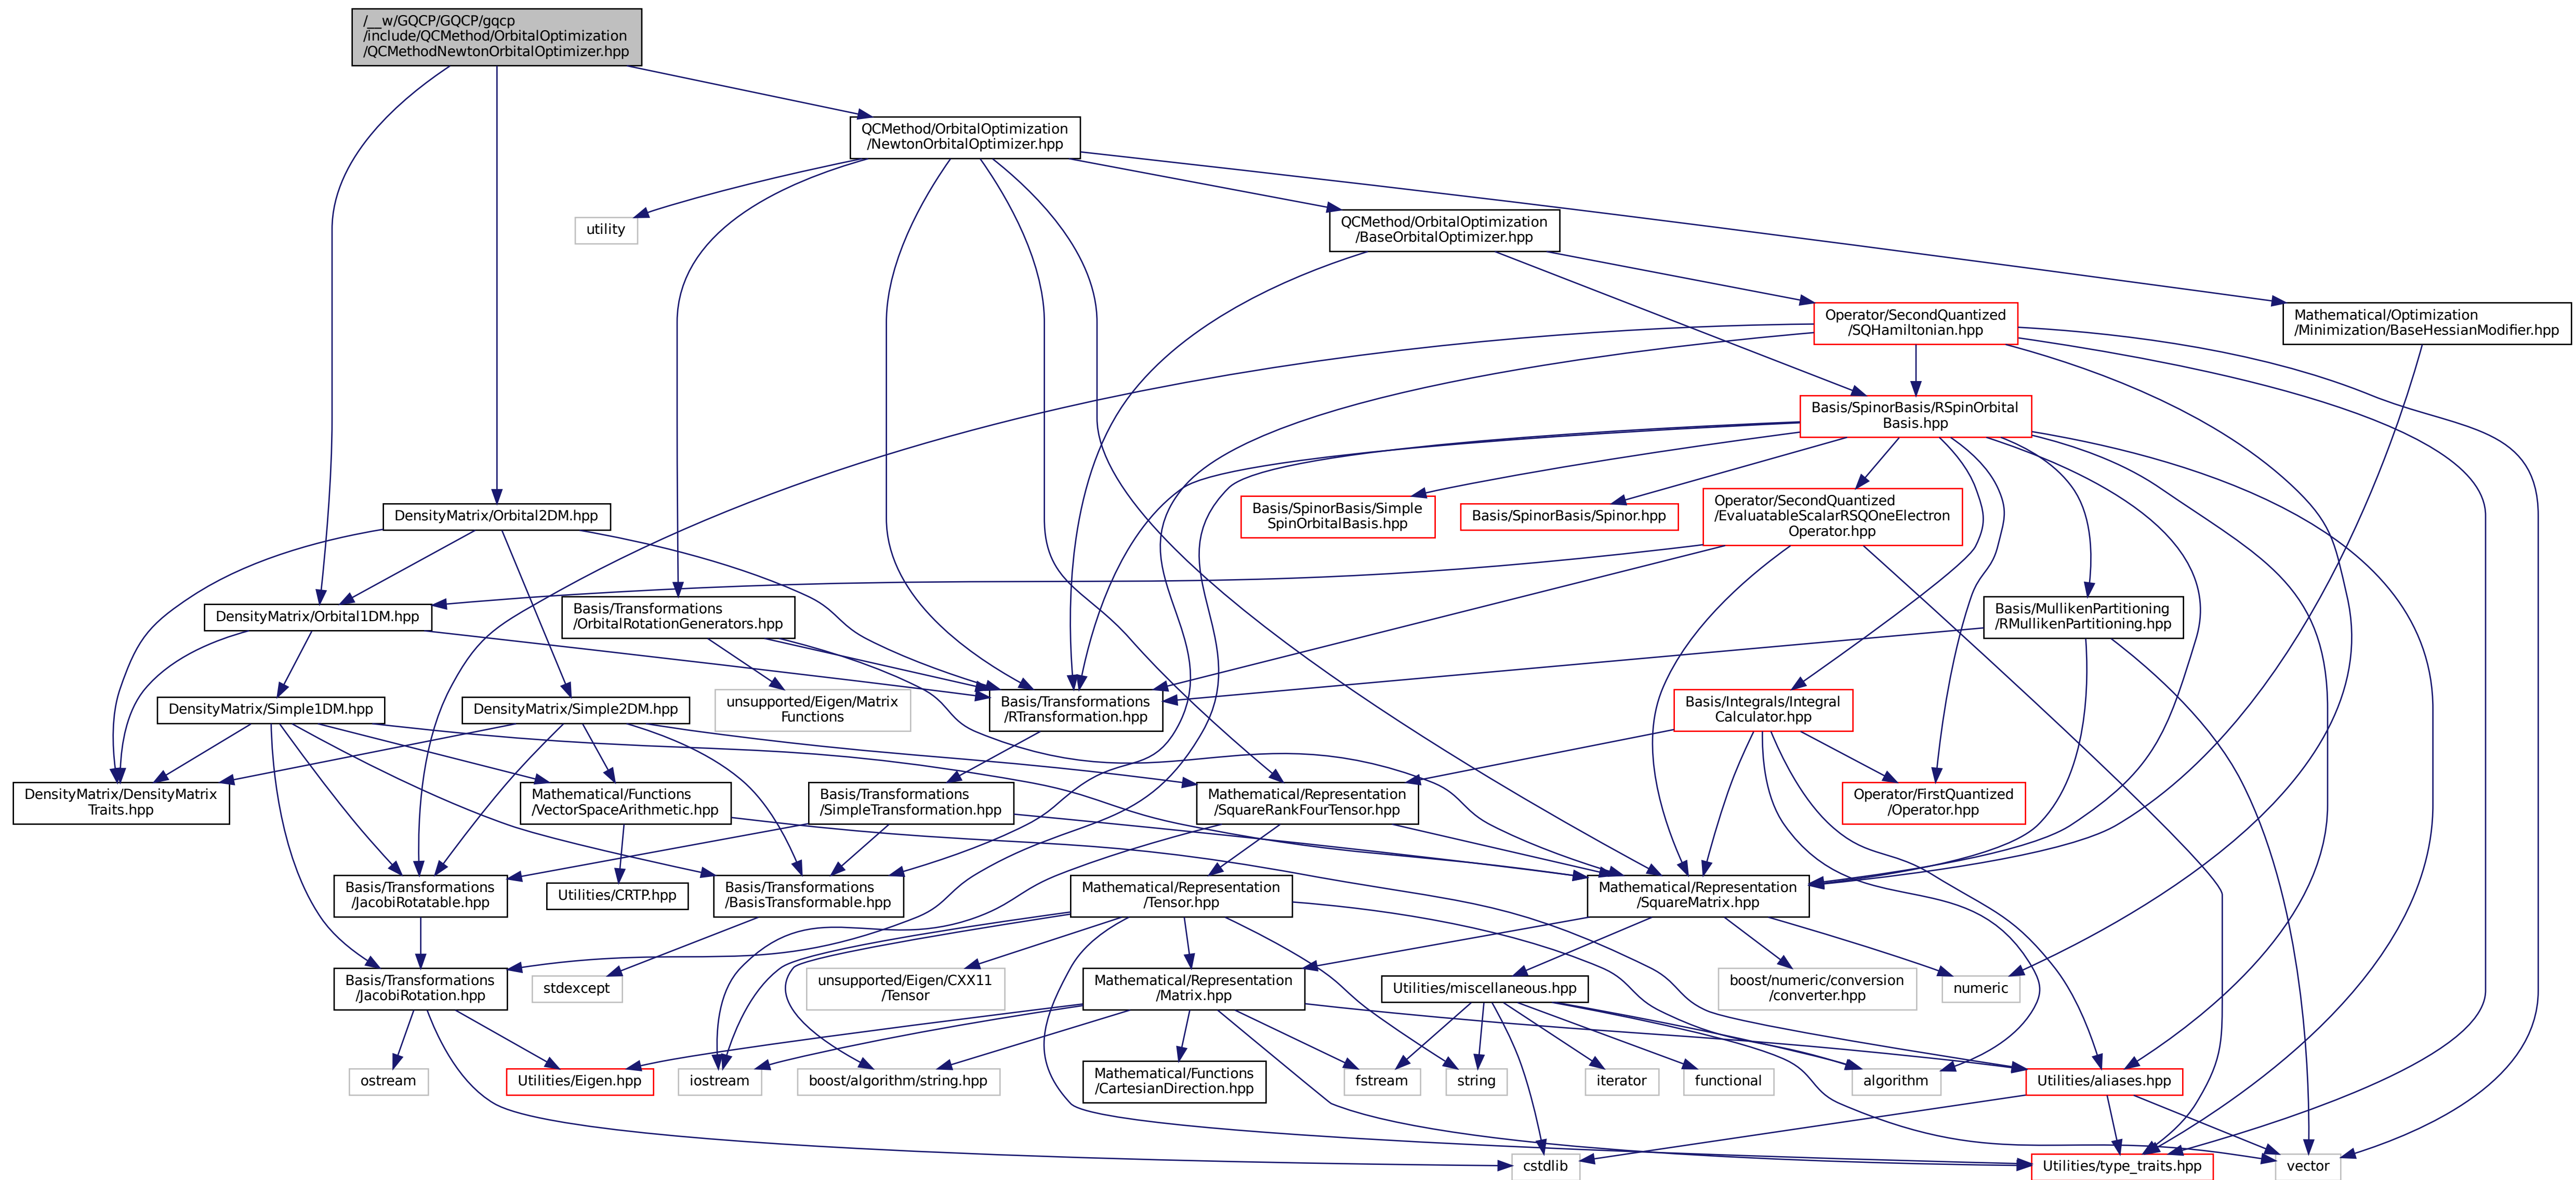 /__w/GQCP/GQCP/gqcp
/include/QCMethod/OrbitalOptimization
/QCMethodNewtonOrbitalOptimizer.hpp
QCMethod/OrbitalOptimization
/NewtonOrbitalOptimizer.hpp
utility
QCMethod/OrbitalOptimization
/BaseOrbitalOptimizer.hpp
Operator/SecondQuantized
/SQHamiltonian.hpp
Mathematical/Optimization
/Minimization/BaseHessianModifier.hpp
Basis/SpinorBasis/RSpinOrbital
Basis.hpp
DensityMatrix/Orbital2DM.hpp
Basis/SpinorBasis/Simple
SpinOrbitalBasis.hpp
Basis/SpinorBasis/Spinor.hpp
Operator/SecondQuantized
/EvaluatableScalarRSQOneElectron
Operator.hpp
DensityMatrix/Orbital1DM.hpp
Basis/Transformations
/OrbitalRotationGenerators.hpp
Basis/MullikenPartitioning
/RMullikenPartitioning.hpp
DensityMatrix/Simple1DM.hpp
DensityMatrix/Simple2DM.hpp
unsupported/Eigen/Matrix
Functions
Basis/Transformations
/RTransformation.hpp
Basis/Integrals/Integral
Calculator.hpp
DensityMatrix/DensityMatrix
Traits.hpp
Mathematical/Functions
/VectorSpaceArithmetic.hpp
Basis/Transformations
/SimpleTransformation.hpp
Mathematical/Representation
/SquareRankFourTensor.hpp
Operator/FirstQuantized
/Operator.hpp
Basis/Transformations
/JacobiRotatable.hpp
Utilities/CRTP.hpp
Basis/Transformations
/BasisTransformable.hpp
Mathematical/Representation
/Tensor.hpp
Mathematical/Representation
/SquareMatrix.hpp
Basis/Transformations
/JacobiRotation.hpp
stdexcept
unsupported/Eigen/CXX11
/Tensor
Mathematical/Representation
/Matrix.hpp
Utilities/miscellaneous.hpp
boost/numeric/conversion
/converter.hpp
numeric
ostream
Utilities/Eigen.hpp
iostream
boost/algorithm/string.hpp
Mathematical/Functions
/CartesianDirection.hpp
fstream
string
iterator
functional
algorithm
Utilities/aliases.hpp
cstdlib
Utilities/type_traits.hpp
vector